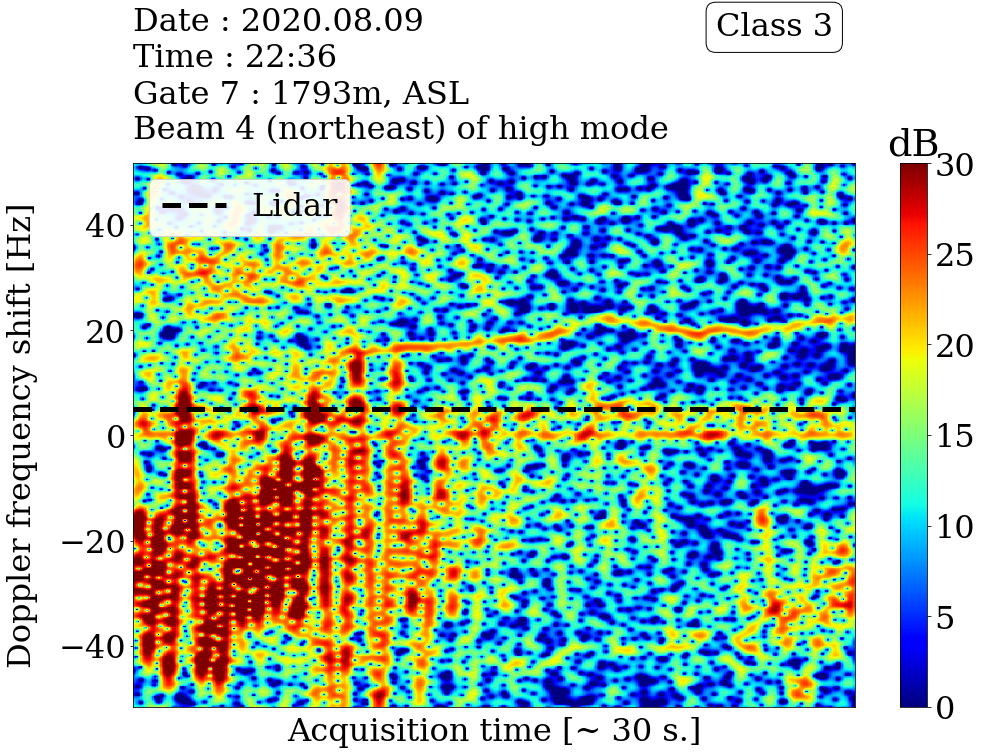 Date : 2020.08.09
Time : 22:36
Gate 7 : 1793m, ASL
Beam 4 (northeast) of high mode
Class 3
dB
Lidar
Doppler frequency shift [Hz]
40
20
0
−20
−40
30
25
20
15
10
5
0
Acquisition time [~ 30 s.]